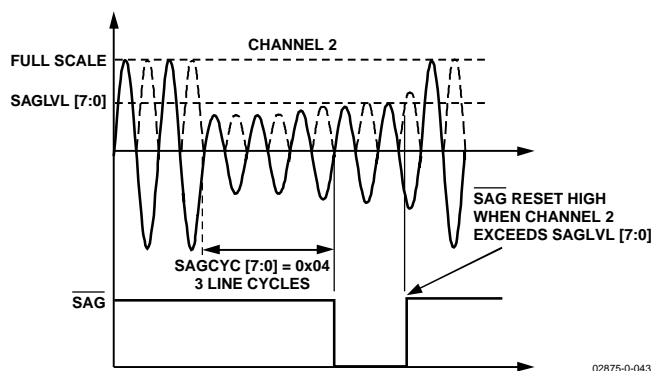 CHANNEL 2
FULL SCALE
SAGLVL [7:0]
SAG RESET HIGH
WHEN CHANNEL 2
EXCEEDS SAGLVL [7:0]
SAGCYC [7:0] = 0x04
3 LINE CYCLES
SAG
02875-0-043